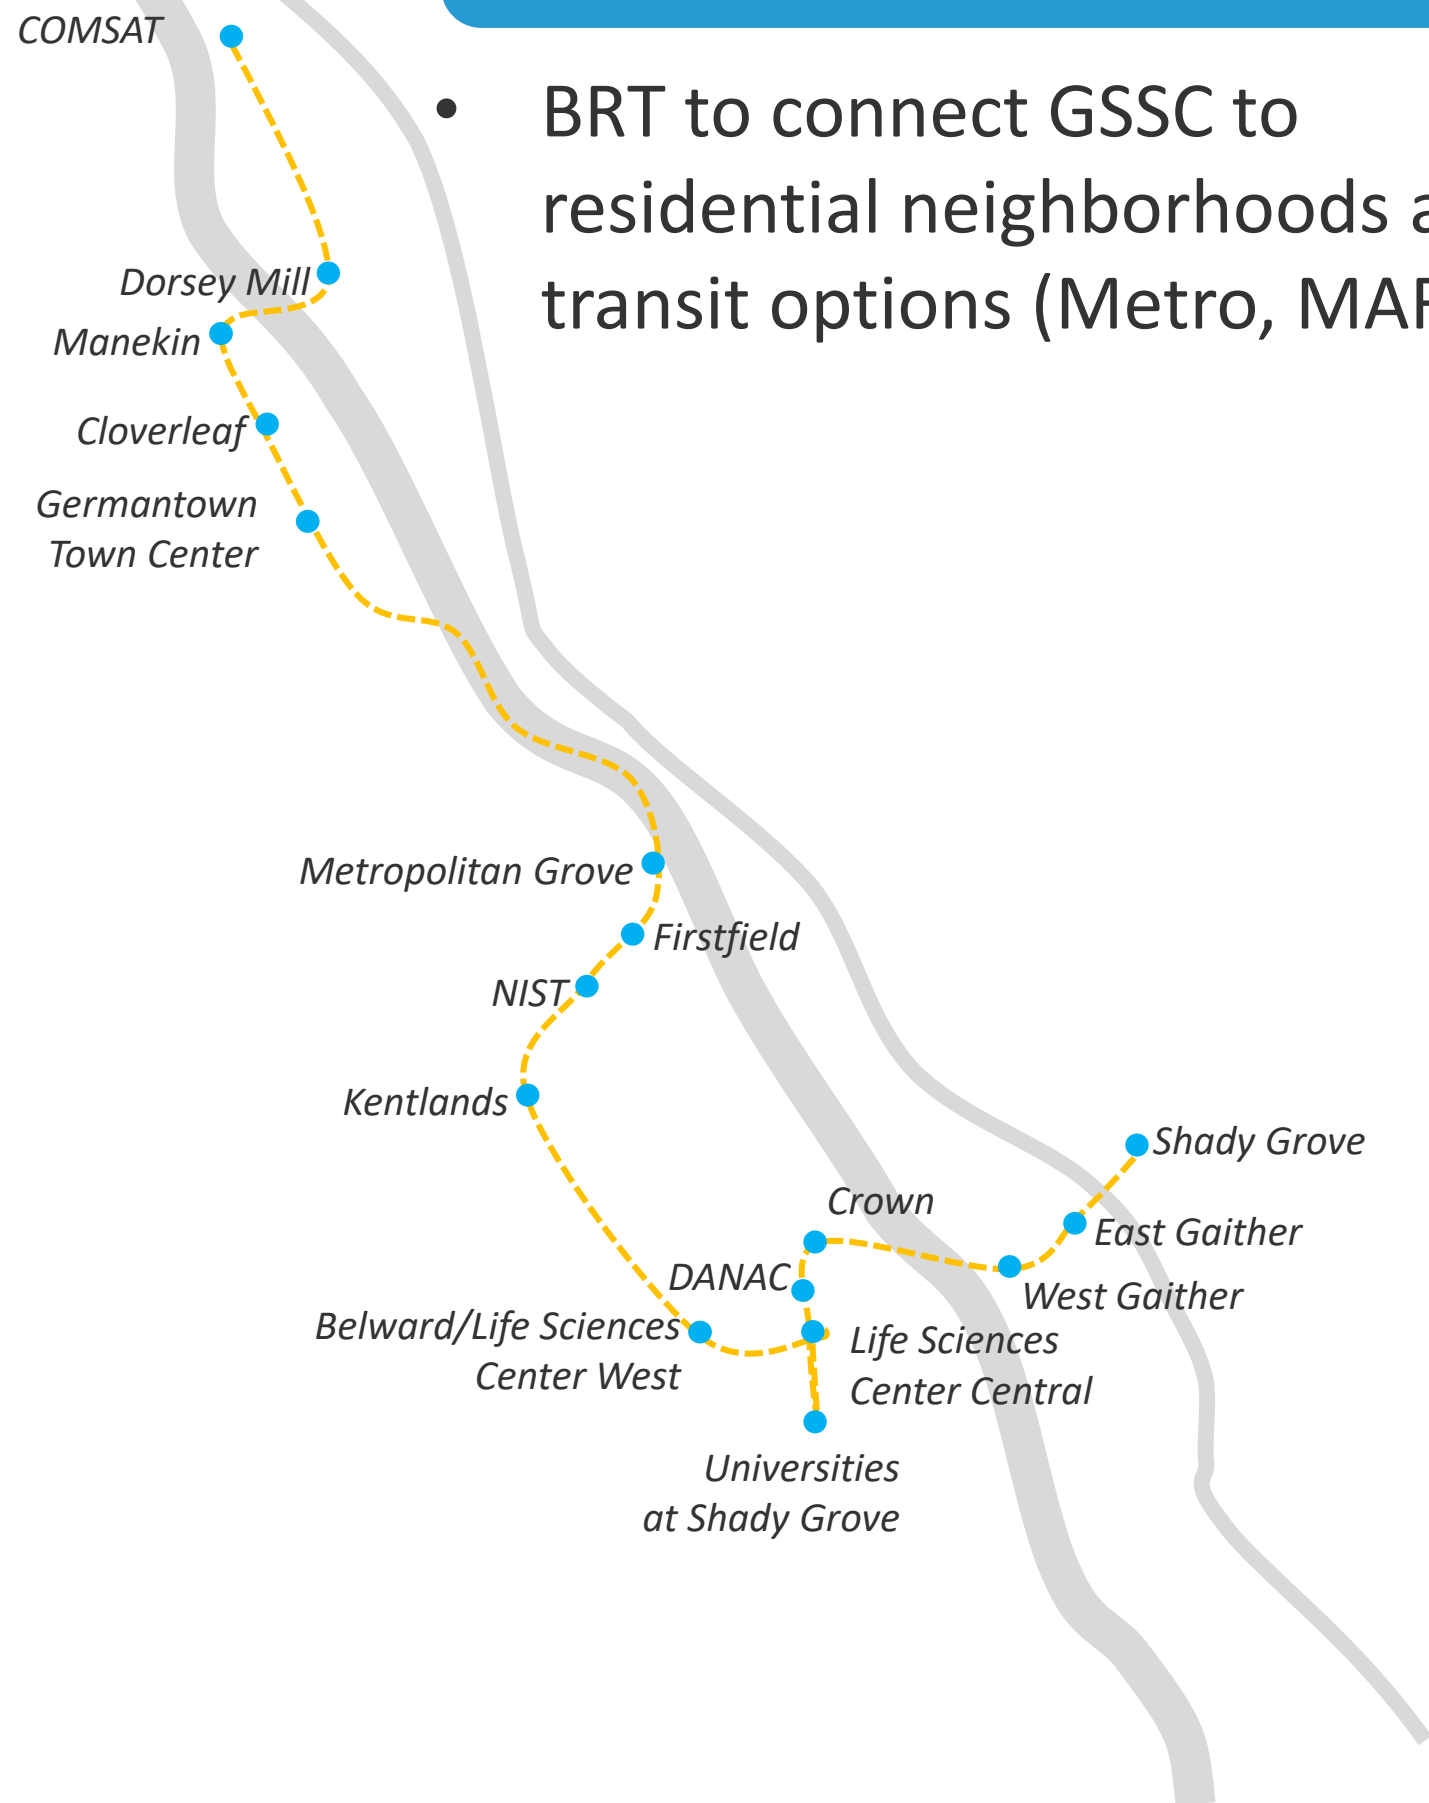 COMSAT
• BRT to connect GSSC to
residential neighborhoods
transit options (Metro,
Dorsey Mill
Manekin
Cloverleaf
Germantown
Town Center
Metropolitan Grove
Firstfield
NIST
Kentlands
Shady Grove
Crown
East Gaither
DANAC
West Gaither
Belward/Life Sciences
Center West
Life Sciences
Center Central
Universities
at Shady Grove